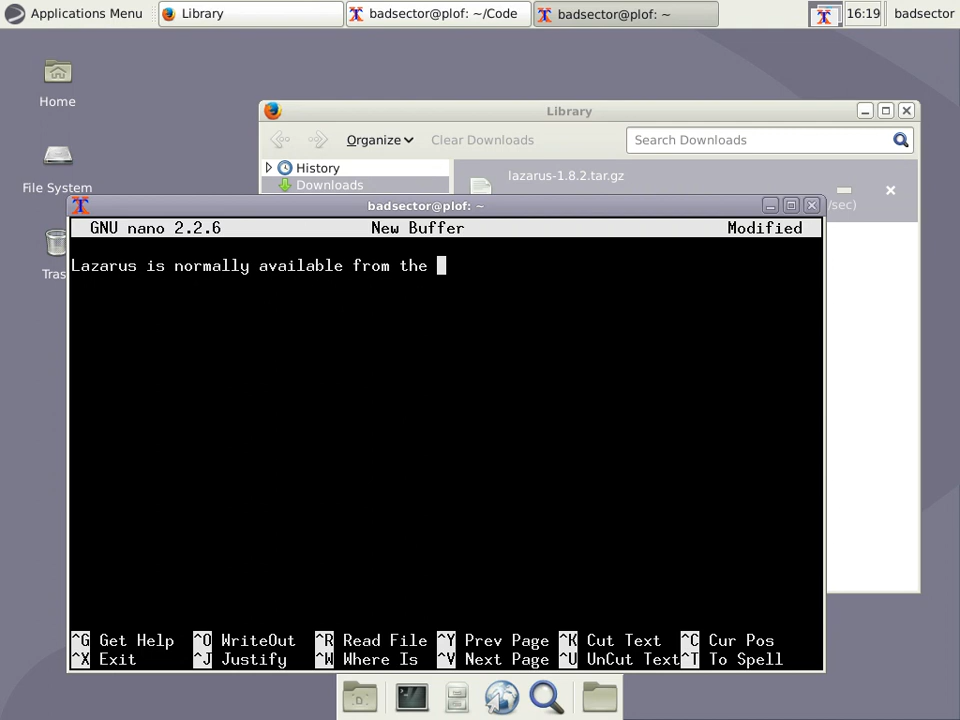 Applications Menu
Library
badsector@plof: ~/Code
badsector@plof: ~
16:19
badsector
Home
File System
Library
Organize
Clear Downloads
Search Downloads
History
Downloads
lazarus-1.8.2.tar.gz
/sec)
badsector@plof: ~
GNU nano 2.2.6 New Buffer Modified
Lazarus is normally available from the
^G Get Help ^O WriteOut ^R Read File ^Y Prev Page ^K Cut Text ^C Cur Pos
^X Exit ^J Justify ^W Where Is ^V Next Page ^U UnCut Text ^T To Spell
Tras